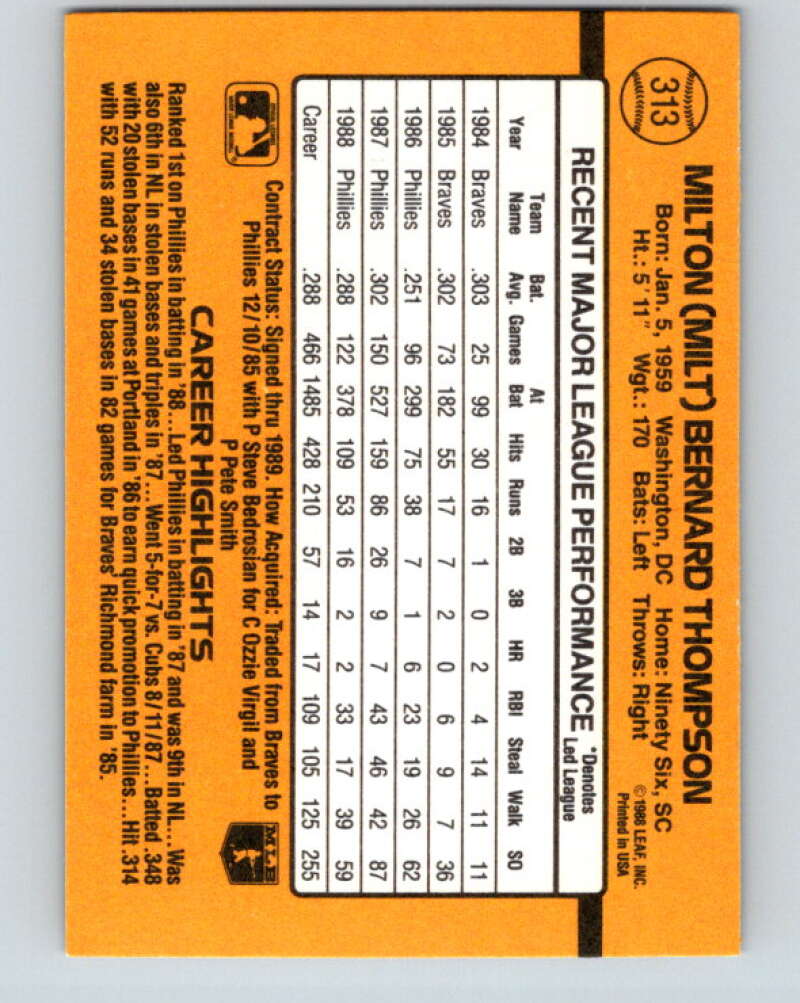 313
MILTON (MILT) BERNARD THOMPSON
Born: Jan. 5, 1959 Washington, DC Home: Ninety Six, SC
Ht.: 5' 11" Wgt.: 170 Bats: Left Throws: Right
© 1988 LEAF, INC.
Printed in USA
RECENT MAJOR LEAGUE PERFORMANCE *Denotes Led League
Year Team Name Bat. Avg. Games At Bat Hits Runs 2B 3B HR RBI Steal Walk SO
1984 Braves .303 25 99 30 16 1 0 2 4 14 11 11
1985 Braves .302 73 182 55 17 7 2 0 6 9 7 36
1986 Phillies .251 96 299 75 38 7 1 6 23 19 26 62
1987 Phillies .302 150 527 159 86 26 9 7 43 46 42 87
1988 Phillies .288 122 378 109 53 16 2 2 33 17 39 59
Career .288 466 1485 428 210 57 14 17 109 105 125 255
Contract Status: Signed thru 1989. How Acquired: Traded from Braves to
Phillies 12/10/85 with P Steve Bedrosian for C Ozzie Virgil and
P Pete Smith
MLB
CAREER HIGHLIGHTS
Ranked 1st on Phillies in batting in '88...Led Phillies in batting in '87 and was 9th in NL...Was
also 6th in NL in stolen bases and triples in '87...Went 5-for-7 vs. Cubs 8/11/87...Batted .348
with 20 stolen bases in 41 games at Portland in '86 to earn quick promotion to Phillies...Hit .314
with 52 runs and 34 stolen bases in 82 games for Braves' Richmond farm in '85.